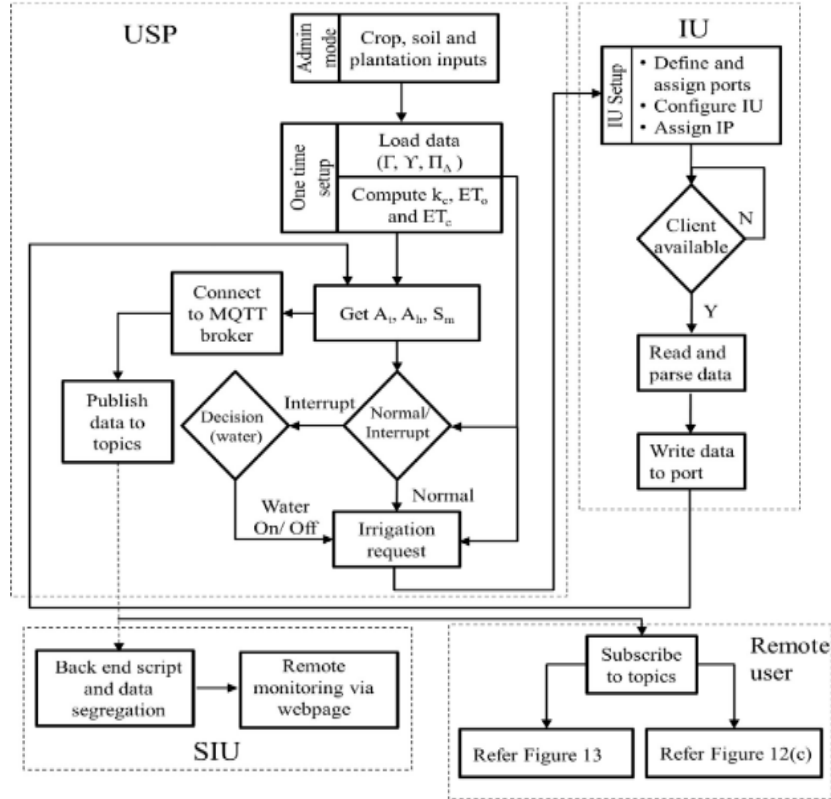 USP
Admin mode
Crop, soil and
plantation inputs
One time setup
Load data
(Γ, ϒ, Π_Δ)
Compute k_c, ET_o
and ET_c
Connect
to MQTT
broker
Get A_t, A_h, S_m
Publish
data to
topics
Decision
(water)
Interrupt
Normal/
Interrupt
Water
On/ Off
Normal
Irrigation
request
IU
IU Setup
• Define and
assign ports
• Configure IU
• Assign IP
Client
available
N
Y
Read and
parse data
Write data
to port
Back end script
and data
segregation
Remote
monitoring via
webpage
SIU
Subscribe
to topics
Remote
user
Refer Figure 13
Refer Figure 12(c)